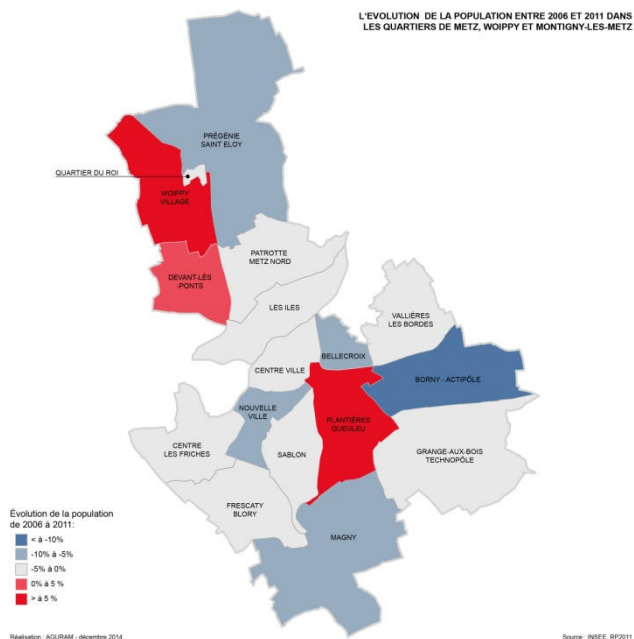 L'EVOLUTION DE LA POPULATION ENTRE 2006 ET 2011 DANS
LES QUARTIERS DE METZ, WOIPPY ET MONTIGNY-LES-METZ
PRÉGÉNIE
SAINT ELOY
QUARTIER DU ROI
WOIPPY
VILLAGE
PATROTTE
METZ NORD
DEVANT-LÈS
-PONTS
LES ILES
VALLIÈRES
LES BORDES
BELLECROIX
CENTRE VILLE
BORNY - ACTIPÔLE
NOUVELLE
VILLE
PLANTIÈRES
QUEULEU
CENTRE
LES FRICHES
SABLON
GRANGE-AUX-BOIS
TECHNOPÔLE
FRESCATY
BLORY
MAGNY
Évolution de la population
de 2006 à 2011:
< à -10%
-10% à -5%
-5% à 0%
0% à 5 %
> à 5 %
Réalisation : AGURAM - décembre 2014
Source : INSEE, RP2011